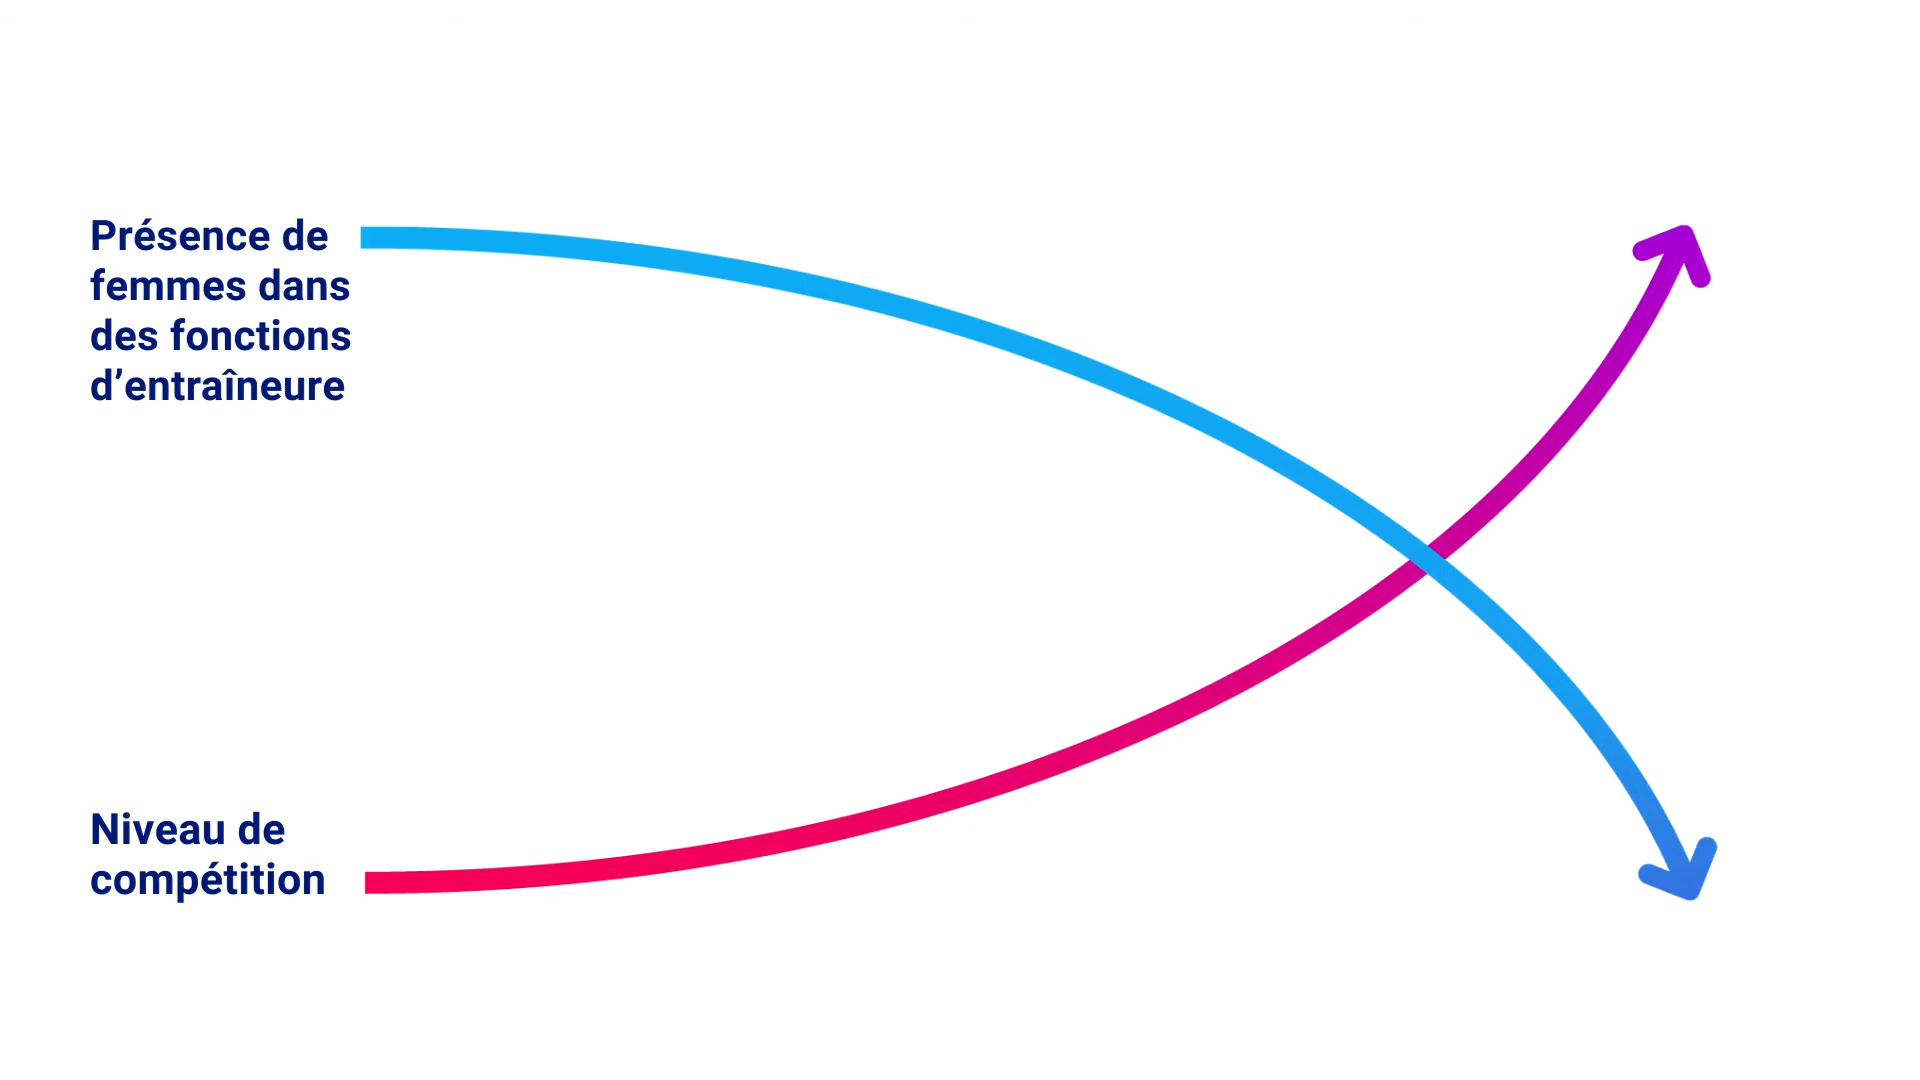 Présence de
femmes dans
des fonctions
d’entraîneure
Niveau de
compétition